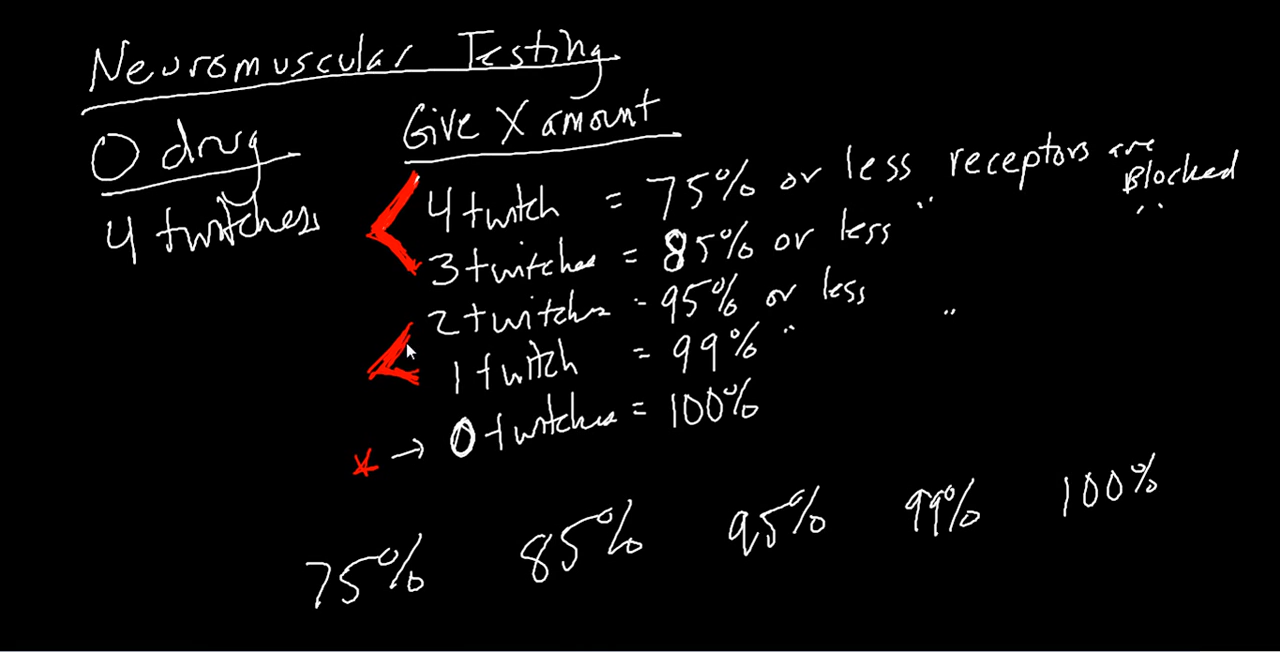 Neuromuscular Testing
0 drug
4 twitches
Give X amount
4 twitch = 75% or less receptors are Blocked
3 twitches = 85% or less " "
2 twitches = 95% or less "
1 twitch = 99% "
* → 0 twitches = 100%
75% 85% 95% 99% 100%